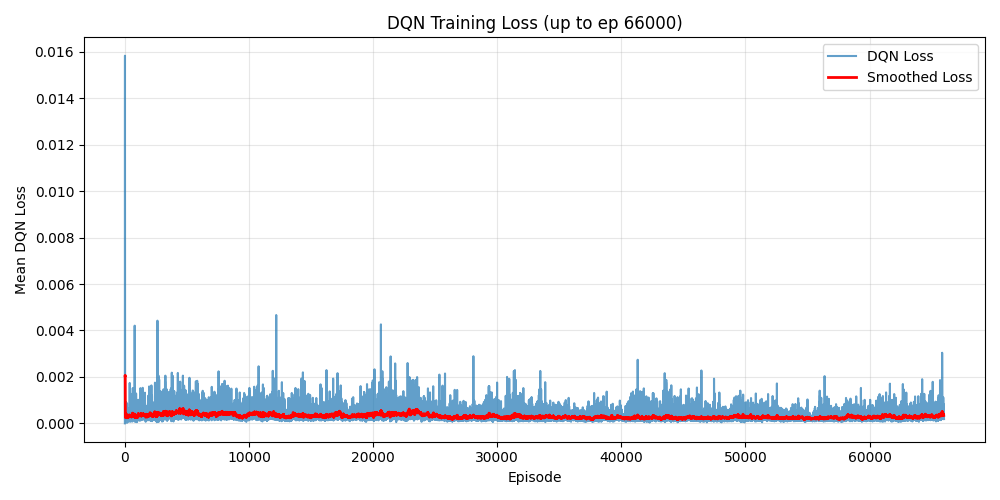 DQN Training Loss (up to ep 66000)
DQN Loss
Smoothed Loss
Mean DQN Loss
0.016
0.014
0.012
0.010
0.008
0.006
0.004
0.002
0.000
0 10000 20000 30000 40000 50000 60000
Episode